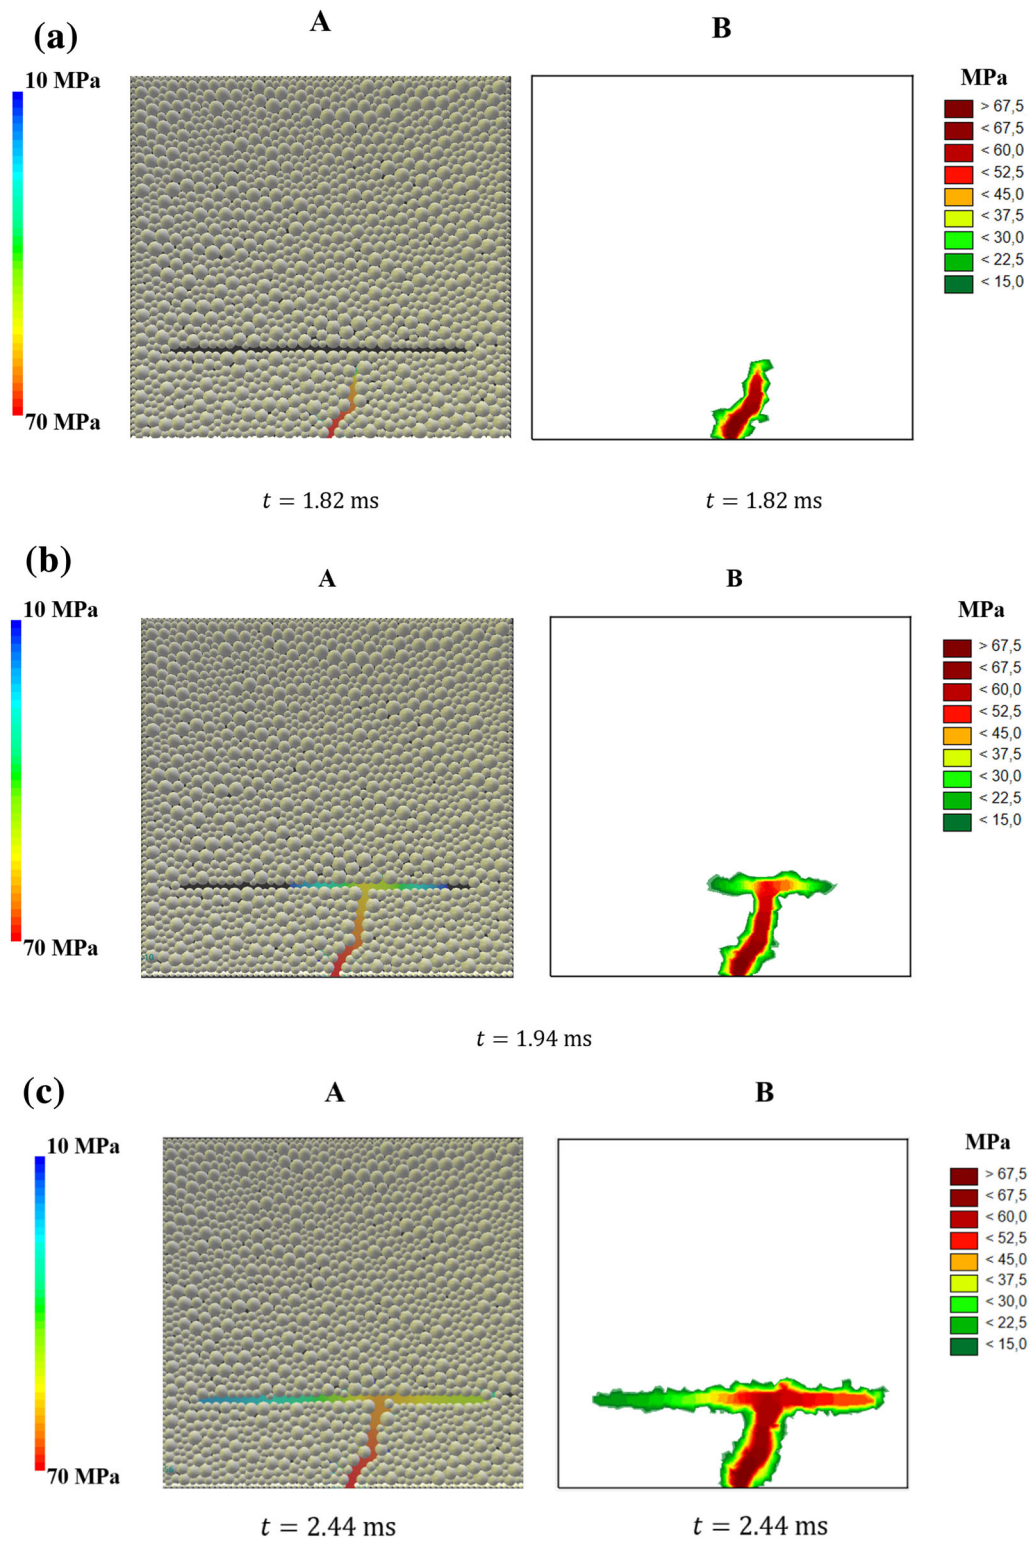 (a)
A
B
10 MPa
70 MPa
MPa
> 67,5
< 67,5
< 60,0
< 52,5
< 45,0
< 37,5
< 30,0
< 22,5
< 15,0
t = 1.82 ms
t = 1.82 ms
(b)
A
B
10 MPa
70 MPa
MPa
> 67,5
< 67,5
< 60,0
< 52,5
< 45,0
< 37,5
< 30,0
< 22,5
< 15,0
t = 1.94 ms
(c)
A
B
10 MPa
70 MPa
MPa
> 67,5
< 67,5
< 60,0
< 52,5
< 45,0
< 37,5
< 30,0
< 22,5
< 15,0
t = 2.44 ms
t = 2.44 ms